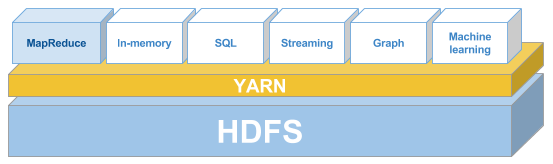 MapReduce
In-memory
SQL
Streaming
Graph
Machine
learning
YARN
HDFS